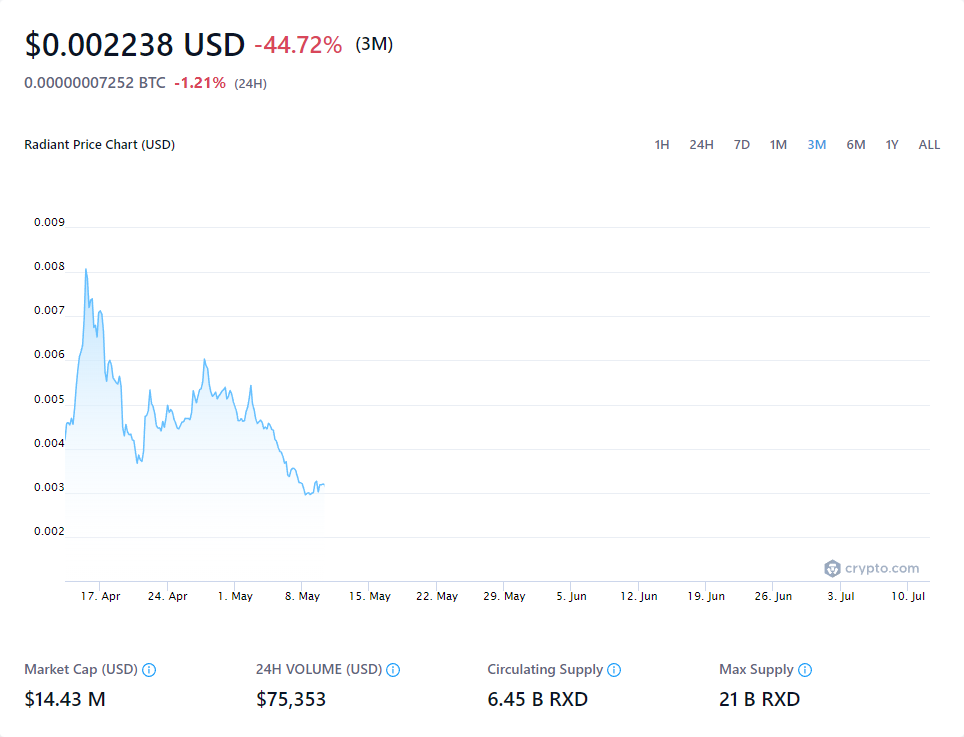 $0.002238 USD -44.72% (3M)
0.00000007252 BTC -1.21% (24H)
Radiant Price Chart (USD) 1H 24H 7D 1M 3M 6M 1Y ALL
0.009
0.008
0.007
0.006
0.005
0.004
0.003
0.002
crypto.com
17. Apr 24. Apr 1. May 8. May 15. May 22. May 29. May 5. Jun 12. Jun 19. Jun 26. Jun 3. Jul 10. Jul
Market Cap (USD) 24H VOLUME (USD) Circulating Supply Max Supply
$14.43 M $75,353 6.45 B RXD 21 B RXD